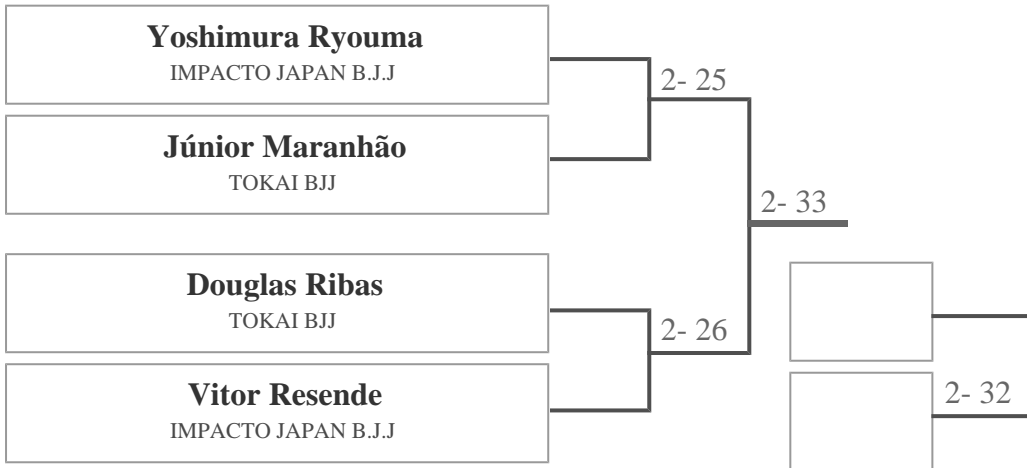 Yoshimura Ryouma
IMPACTO JAPAN B.J.J
2- 25
Júnior Maranhão
TOKAI BJJ
2- 33
Douglas Ribas
TOKAI BJJ
2- 26
Vitor Resende
IMPACTO JAPAN B.J.J
2- 32